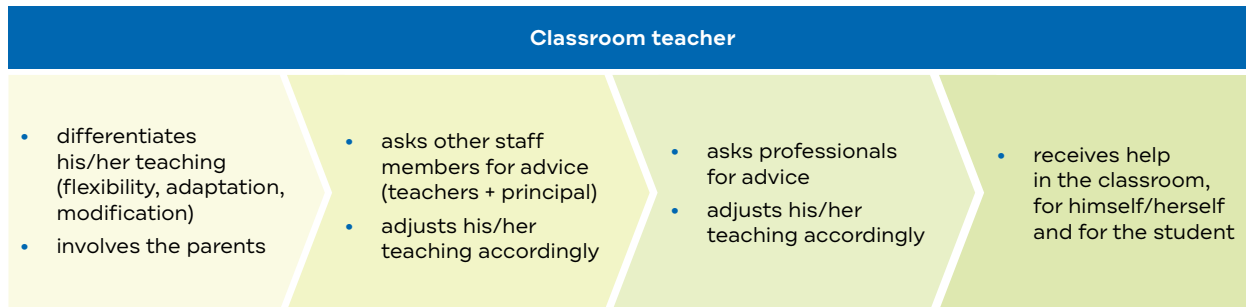 Classroom teacher
• differentiates
his/her teaching
(flexibility, adaptation,
modification)
• involves the parents
• asks other staff
members for advice
(teachers + principal)
• adjusts his/her
teaching accordingly
• asks professionals
for advice
• adjusts his/her
teaching accordingly
• receives help
in the classroom,
for himself/herself
and for the student